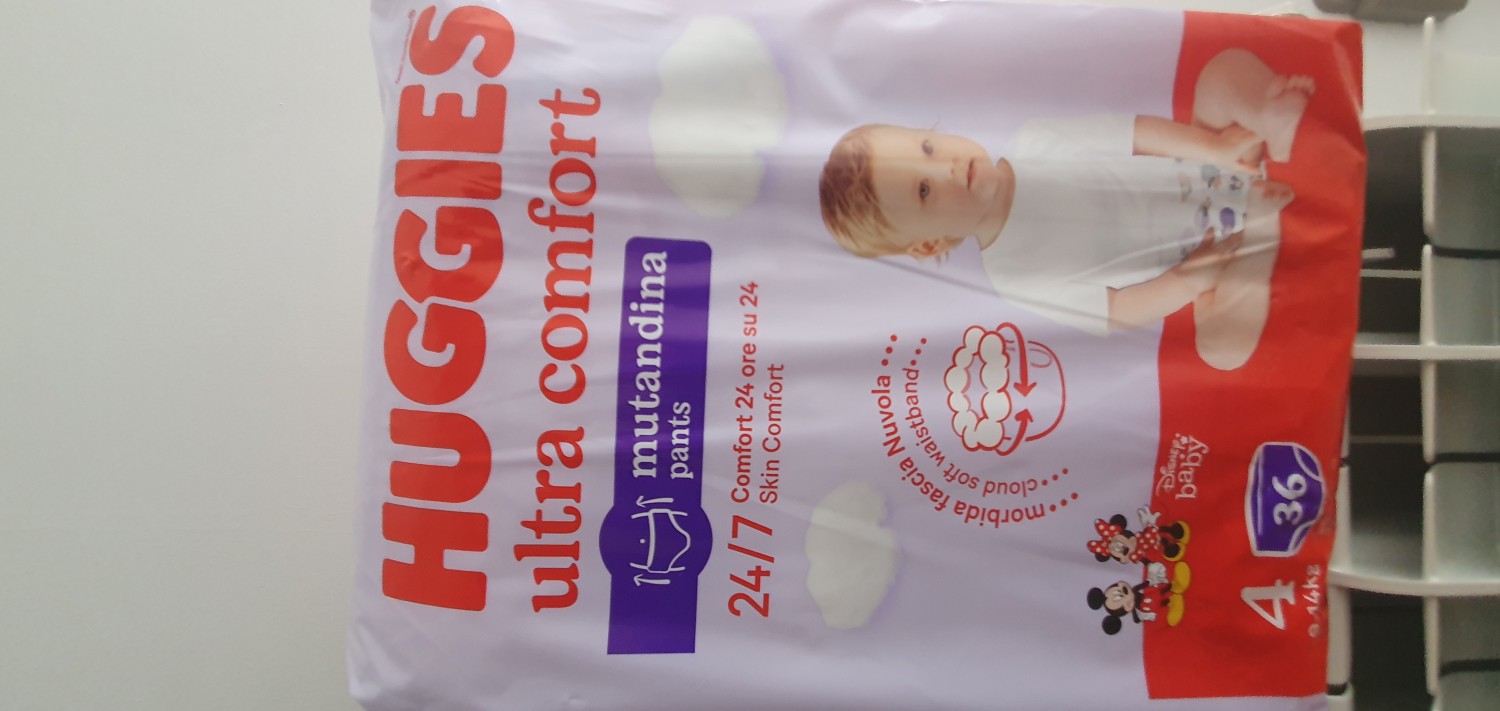 HUGGIES
ultra comfort
mutandina
pants
24/7
Comfort 24 ore su 24
Skin Comfort
morbida fascia Nuvola
cloud soft waistband
Disney
baby
4
36